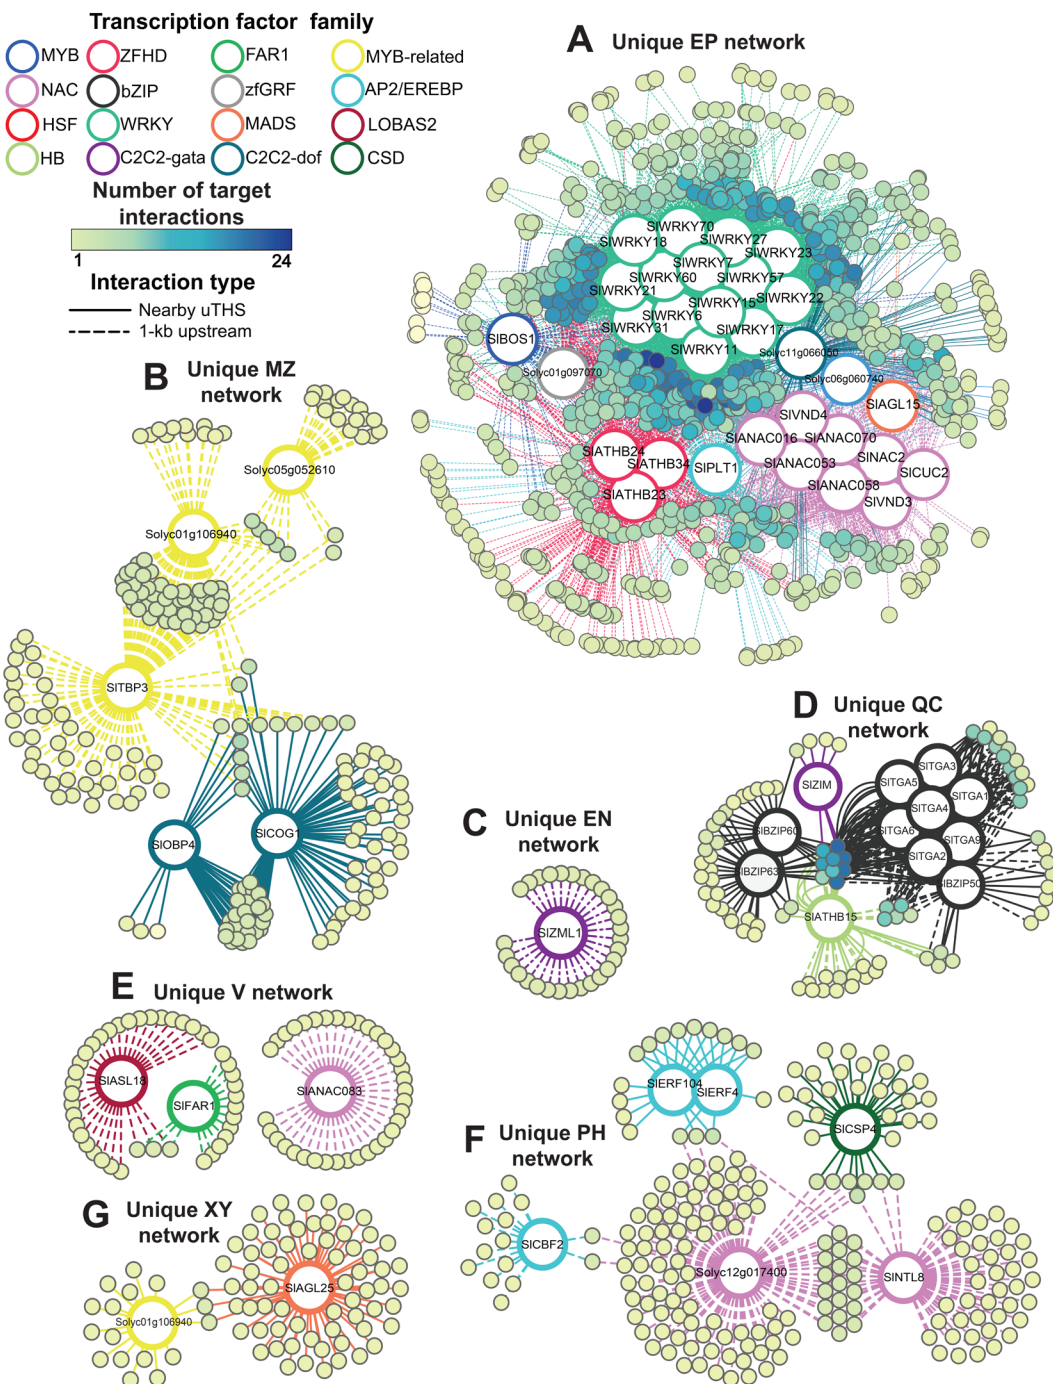 Transcription factor family
MYB
ZFHD
FAR1
MYB-related
NAC
bZIP
zfGRF
AP2/EREBP
HSF
WRKY
MADS
LOBAS2
HB
C2C2-gata
C2C2-dof
CSD
Number of target
interactions
1
24
Interaction type
Nearby uTHS
1-kb upstream
A Unique EP network
SlWRKY70
SlWRKY18
SlWRKY27
SlWRKY23
SlWRKY7
SlWRKY60
SlWRKY57
SlWRKY21
SlWRKY15
SlWRKY22
SlWRKY6
SlWRKY31
SlWRKY17
SlWRKY11
SlBOS1
Solyc11g066050
Solyc01g097070
Solyc06g060740
SlAGL15
SlVND4
SlANAC016
SlANAC070
SlATHB24
SlATHB34
SlPLT1
SlANAC053
SlNAC2
SlCUC2
SlATHB23
SlANAC058
SlVND3
B Unique MZ
network
Solyc05g052610
Solyc01g106940
SlTBP3
SlOBP4
SlCOG1
C Unique EN
network
SlZML1
D Unique QC
network
SlZIM
SlTGA3
SlTGA5
SlTGA1
SlTGA4
SlBZIP60
SlTGA6
SlTGA9
SlTGA2
SlBZIP63
SlBZIP50
SlATHB15
E Unique V network
SlASL18
SlFAR1
SlANAC083
F Unique PH
network
SlERF104
SlERF4
SlCSP4
SlCBF2
Solyc12g017400
SlNTL8
G Unique XY
network
SlAGL25
Solyc01g106940